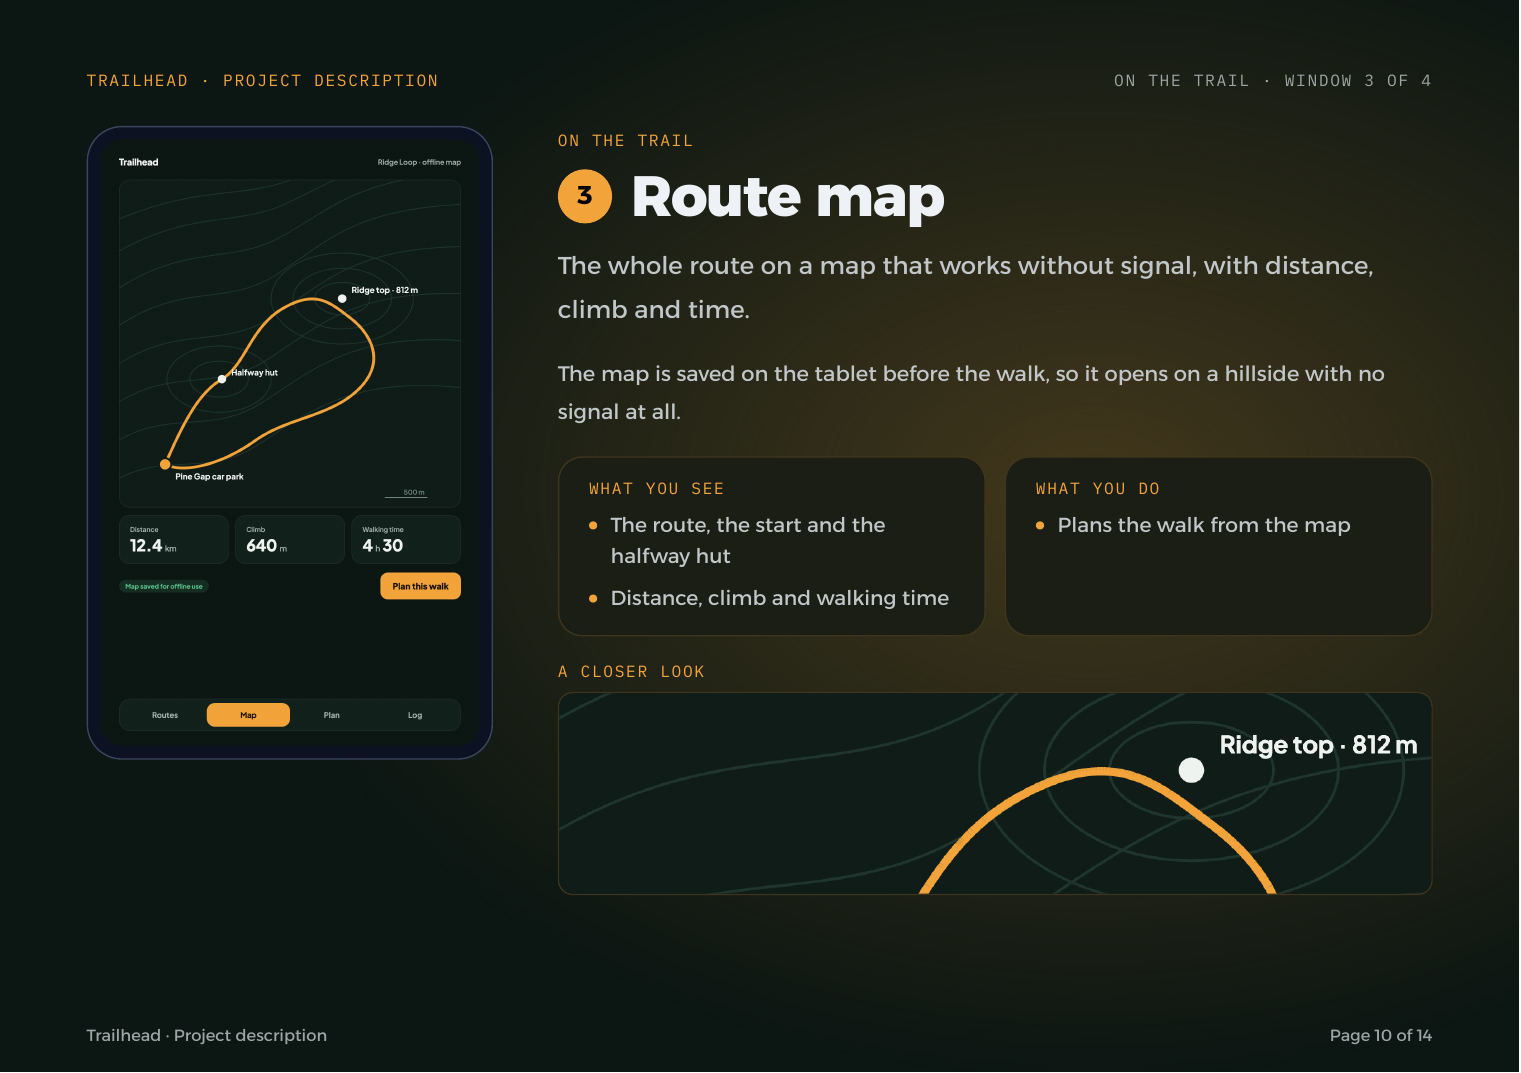 TRAILHEAD · PROJECT DESCRIPTION
ON THE TRAIL · WINDOW 3 OF 4
Trailhead
Ridge Loop · offline map
Ridge top · 812 m
Halfway hut
Pine Gap car park
500 m
Distance
12.4 km
Climb
640 m
Walking time
4 h 30
Map saved for offline use
Plan this walk
Routes
Map
Plan
Log
ON THE TRAIL
3
Route map
The whole route on a map that works without signal, with distance,
climb and time.
The map is saved on the tablet before the walk, so it opens on a hillside with no
signal at all.
WHAT YOU SEE
The route, the start and the
halfway hut
Distance, climb and walking time
WHAT YOU DO
Plans the walk from the map
A CLOSER LOOK
Ridge top · 812 m
Trailhead · Project description
Page 10 of 14